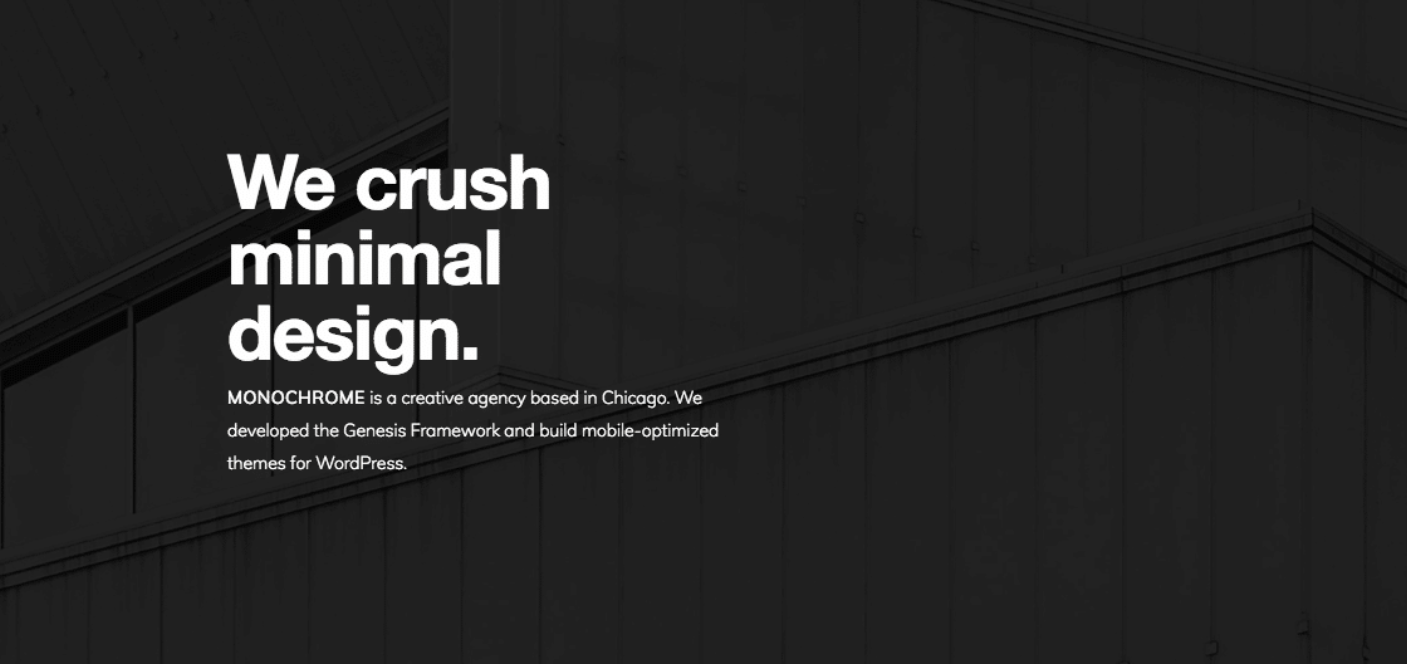 We crush
minimal
design.
MONOCHROME is a creative agency based in Chicago. We
developed the Genesis Framework and build mobile-optimized
themes for WordPress.